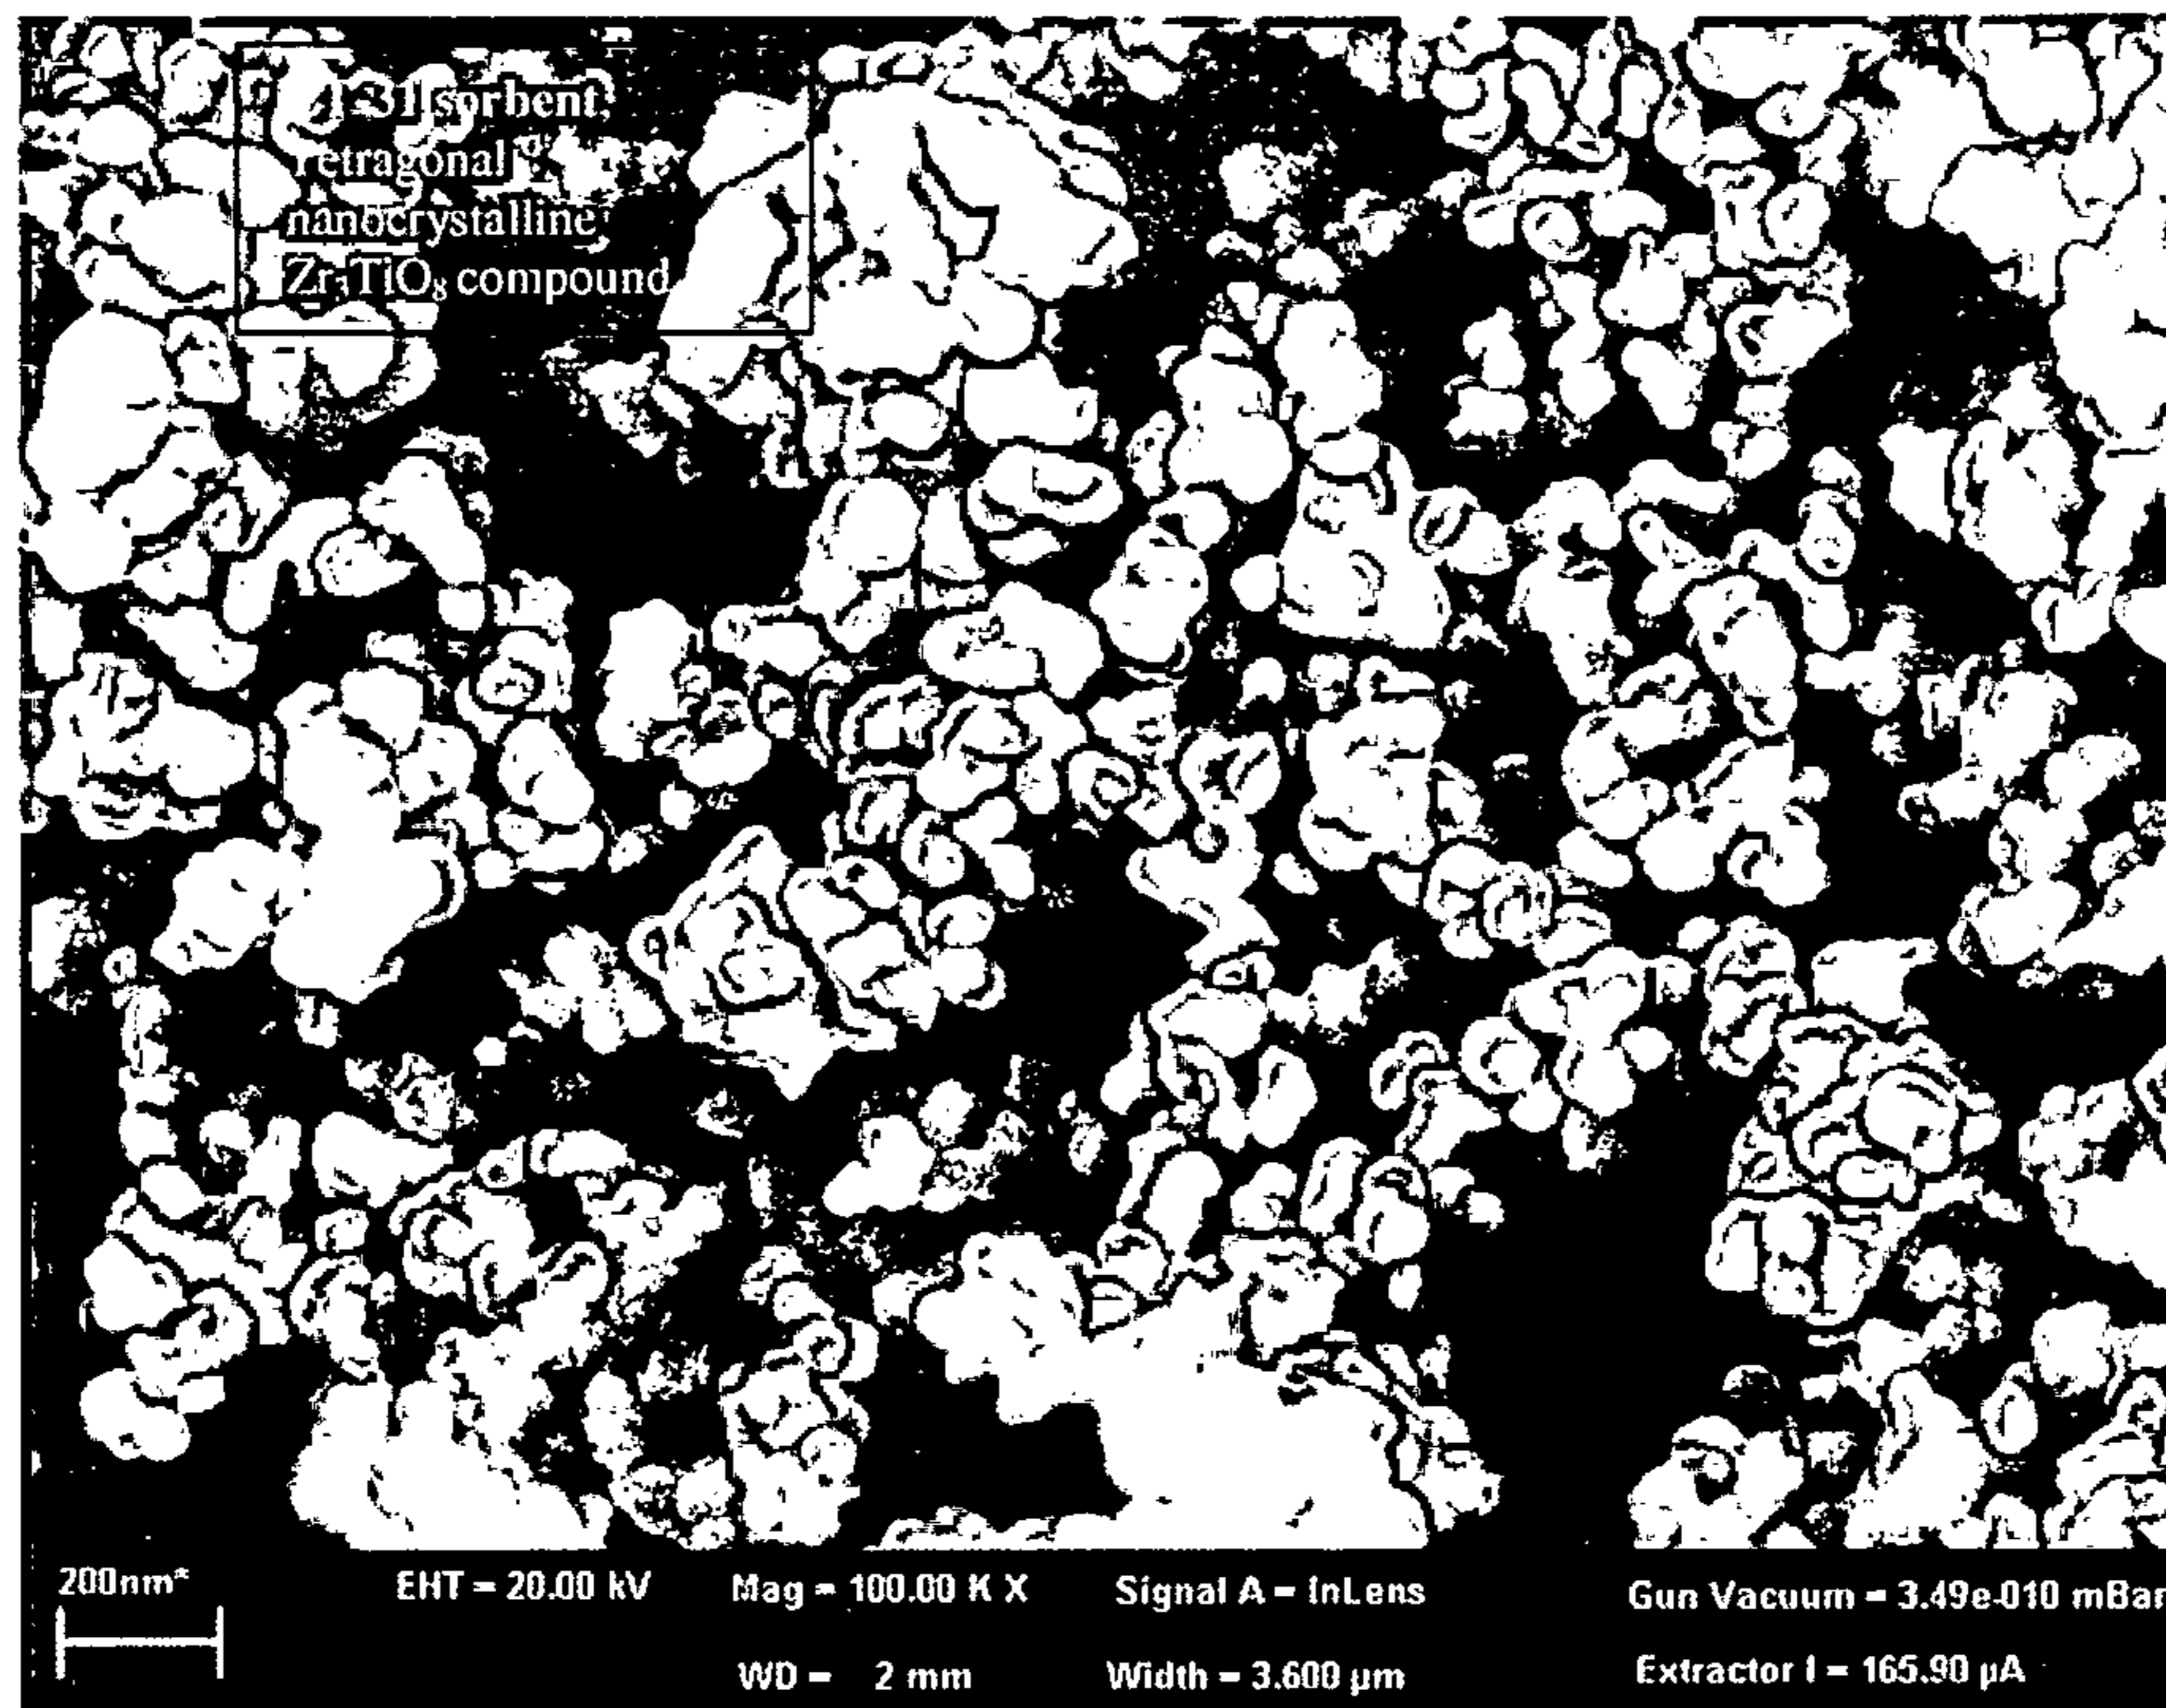 sorbent,
nanocrystalline
Zr₃TiO₈ compound
200nm*
EHT = 20.00 kV
Mag = 100.00 K X
Signal A = InLens
Gun Vacuum = 3.49e-010 mBar
WD = 2 mm
Width = 3.600 µm
Extractor I = 165.90 µA